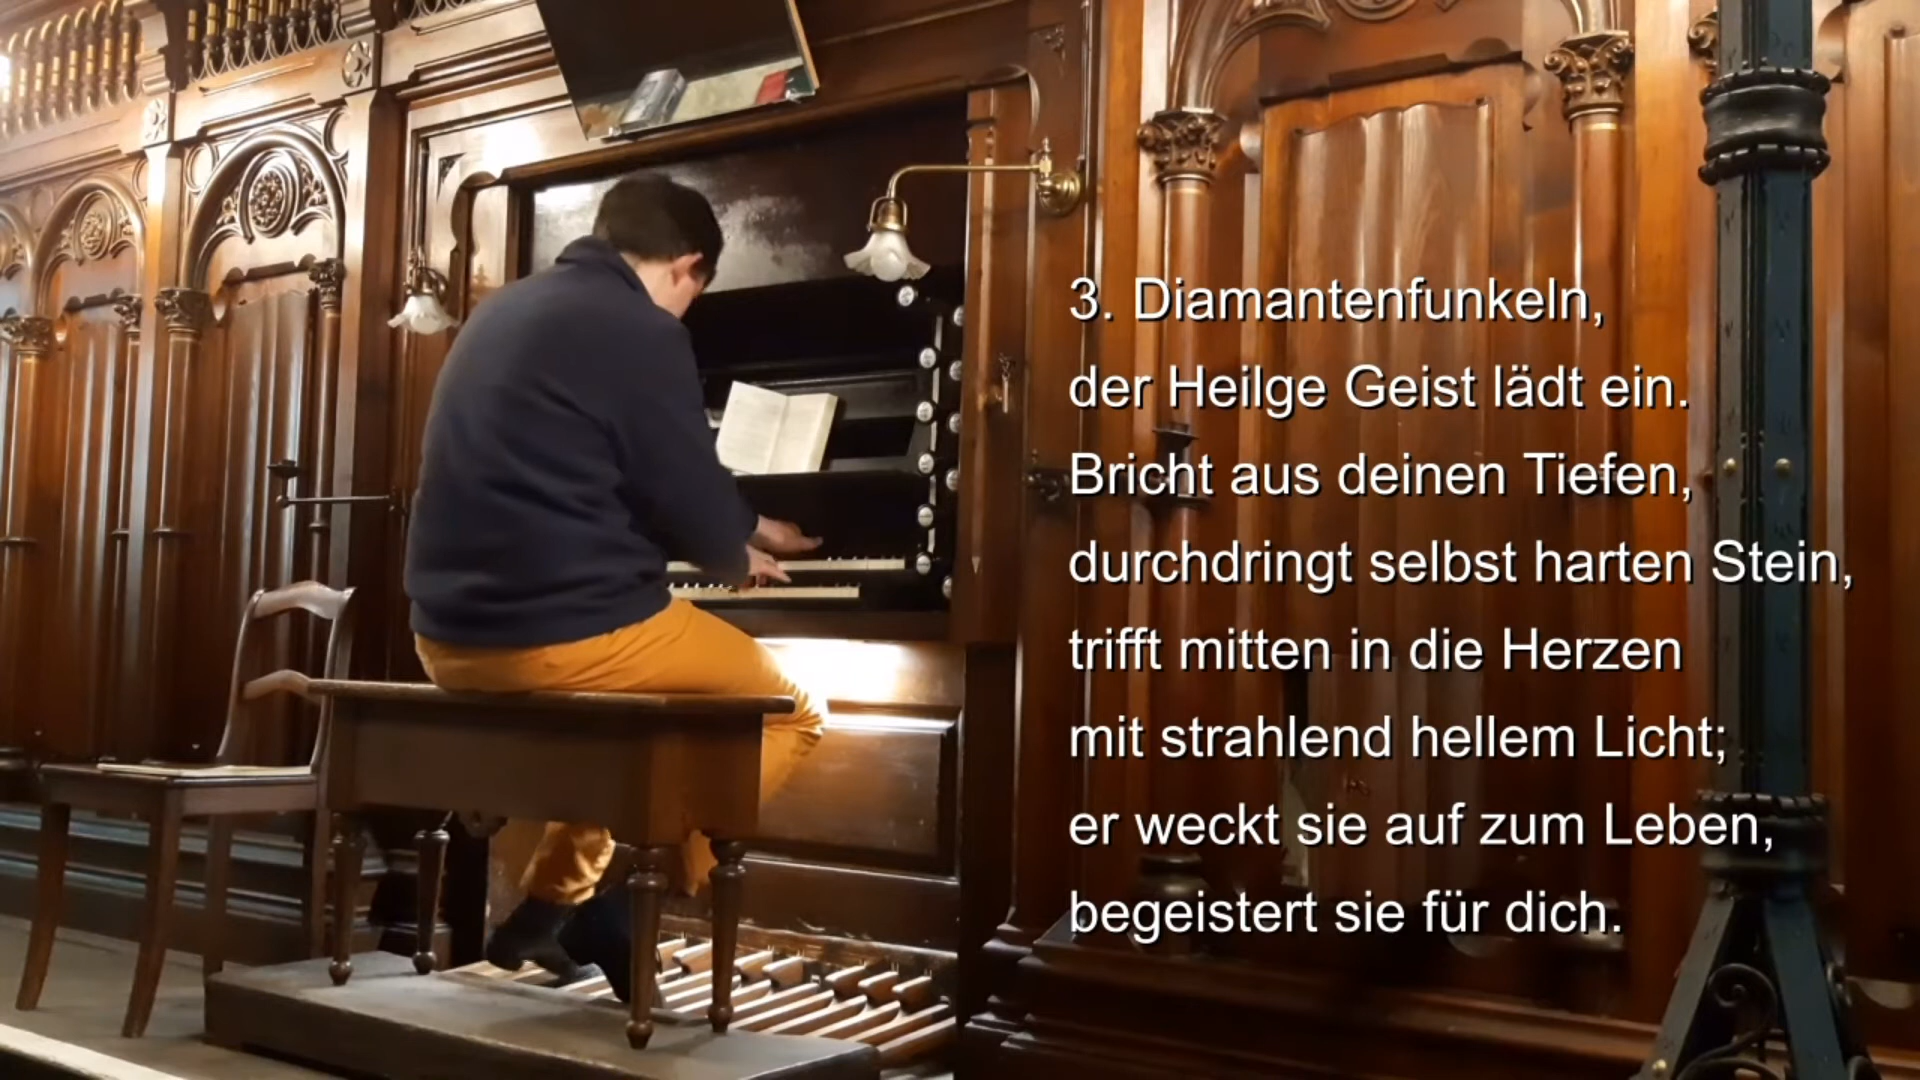 3. Diamantenfunkeln,
der Heilge Geist lädt ein.
Bricht aus deinen Tiefen,
durchdringt selbst harten Stein,
trifft mitten in die Herzen
mit strahlend hellem Licht;
er weckt sie auf zum Leben,
begeistert sie für dich.